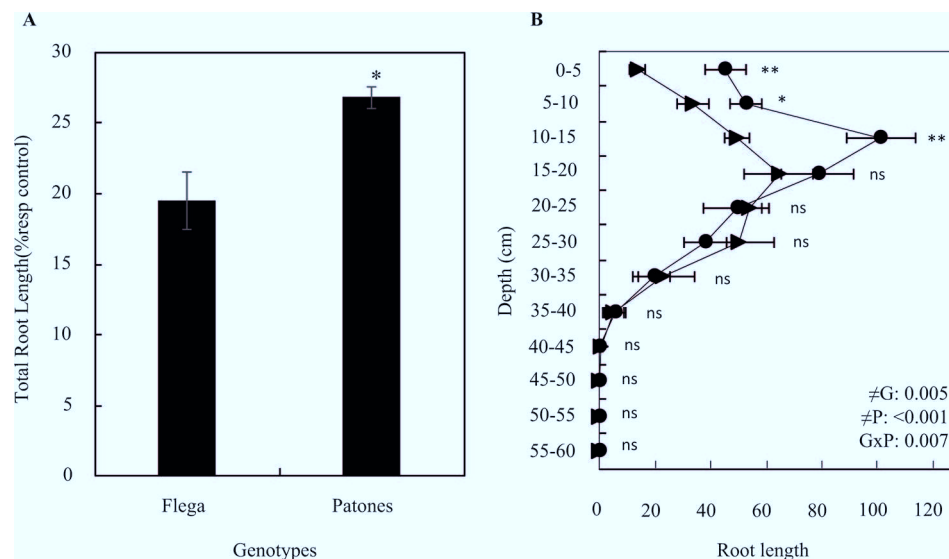 A
30
25
20
15
10
5
0
Total Root Length(%resp control)
*
Flega
Patones
Genotypes
B
0-5
5-10
10-15
15-20
20-25
25-30
30-35
35-40
40-45
45-50
50-55
55-60
Depth (cm)
**
*
**
ns
ns
ns
ns
ns
ns
ns
ns
ns
≠G: 0.005
≠P: <0.001
GxP: 0.007
0 20 40 60 80 100 120
Root length